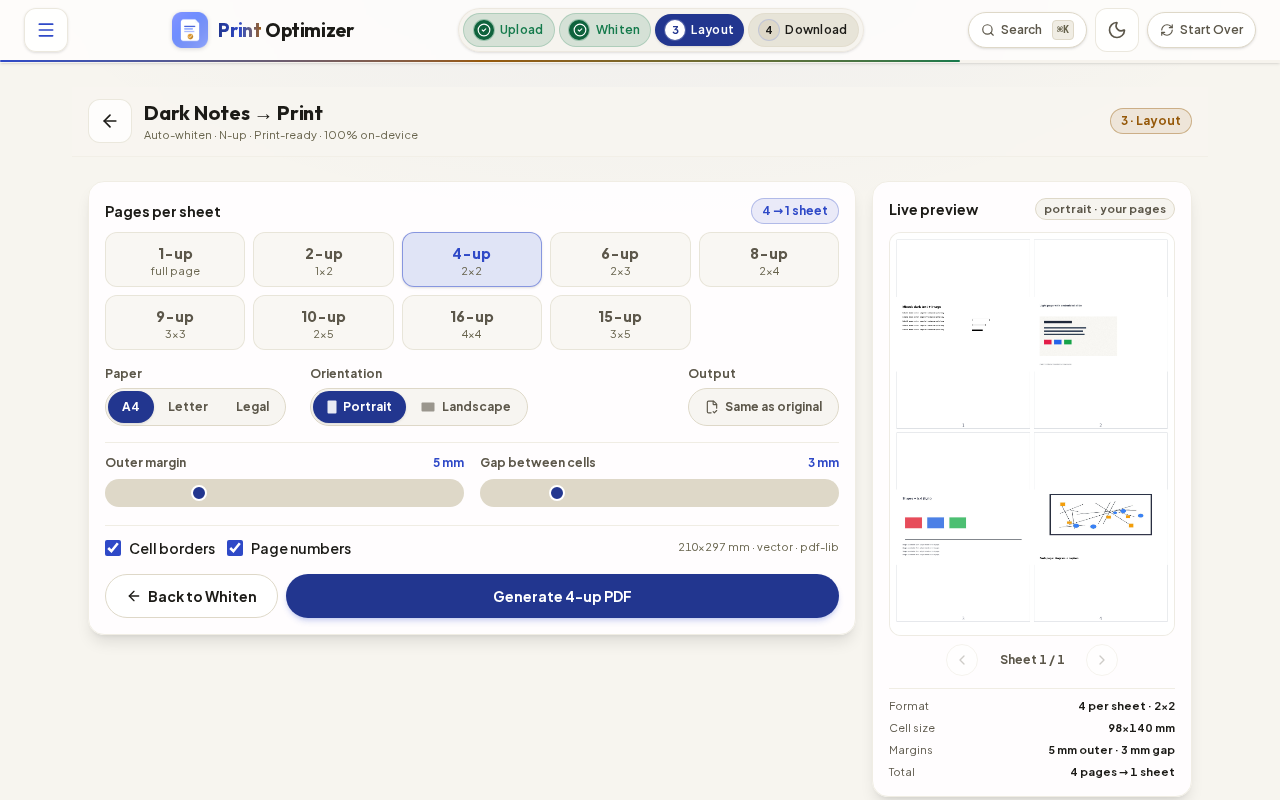 Print Optimizer
Upload
Whiten
3 Layout
4 Download
Search ⌘K
Start Over
Dark Notes → Print
Auto-whiten · N-up · Print-ready · 100% on-device
3 · Layout
Pages per sheet
4 → 1 sheet
1-up
full page
2-up
1×2
4-up
2×2
6-up
2×3
8-up
2×4
9-up
3×3
10-up
2×5
16-up
4×4
15-up
3×5
Paper
A4 Letter Legal
Orientation
Portrait Landscape
Output
Same as original
Outer margin 5 mm
Gap between cells 3 mm
Cell borders
Page numbers
210×297 mm · vector · pdf-lib
Back to Whiten
Generate 4-up PDF
Live preview
portrait · your pages
1
2
Sheet 1 / 1
Format 4 per sheet · 2×2
Cell size 98×140 mm
Margins 5 mm outer · 3 mm gap
Total 4 pages → 1 sheet